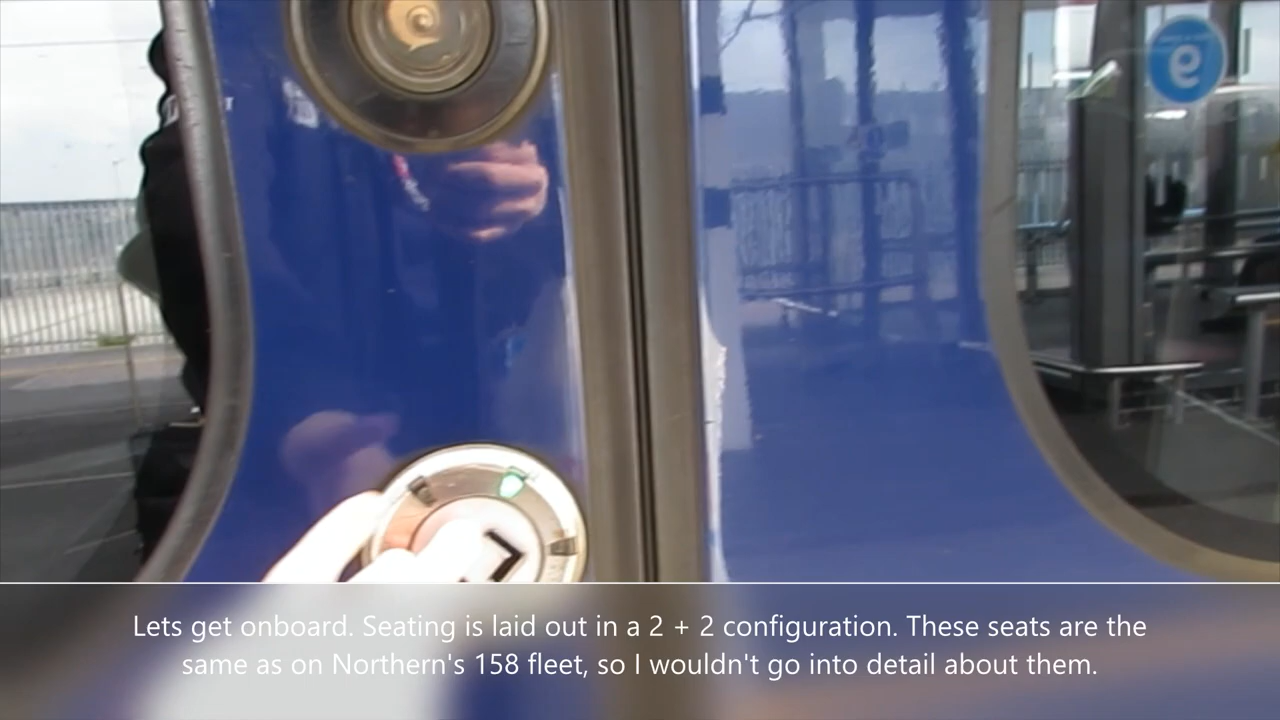 Lets get onboard. Seating is laid out in a 2 + 2 configuration. These seats are the
same as on Northern's 158 fleet, so I wouldn't go into detail about them.